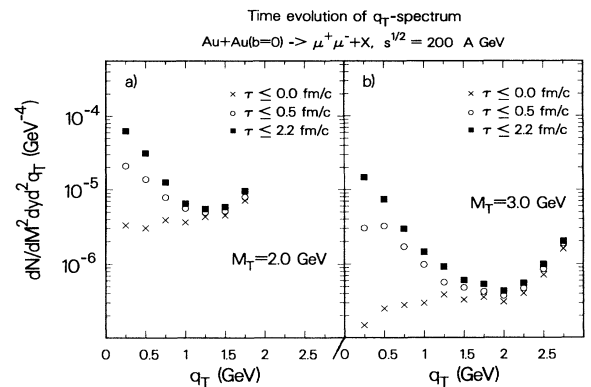 Time evolution of q_T-spectrum
Au+Au(b=0) -> μ⁺μ⁻+X, s^{1/2} = 200 A GeV
a)
× τ ≤ 0.0 fm/c
○ τ ≤ 0.5 fm/c
■ τ ≤ 2.2 fm/c
M_T=2.0 GeV
b)
× τ ≤ 0.0 fm/c
○ τ ≤ 0.5 fm/c
■ τ ≤ 2.2 fm/c
M_T=3.0 GeV
dN/dM²dyd²q_T (GeV⁻⁴)
10⁻⁴
10⁻⁵
10⁻⁶
0 0.5 1 1.5 2 2.5 0 0.5 1 1.5 2 2.5 3
q_T (GeV) q_T (GeV)